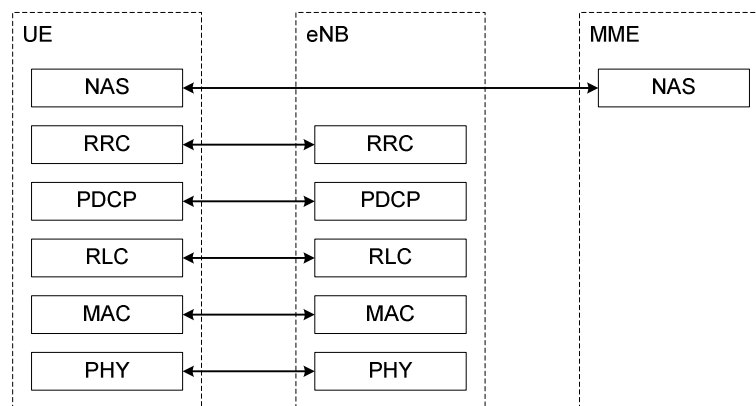 UE eNB MME
NAS NAS
RRC RRC
PDCP PDCP
RLC RLC
MAC MAC
PHY PHY